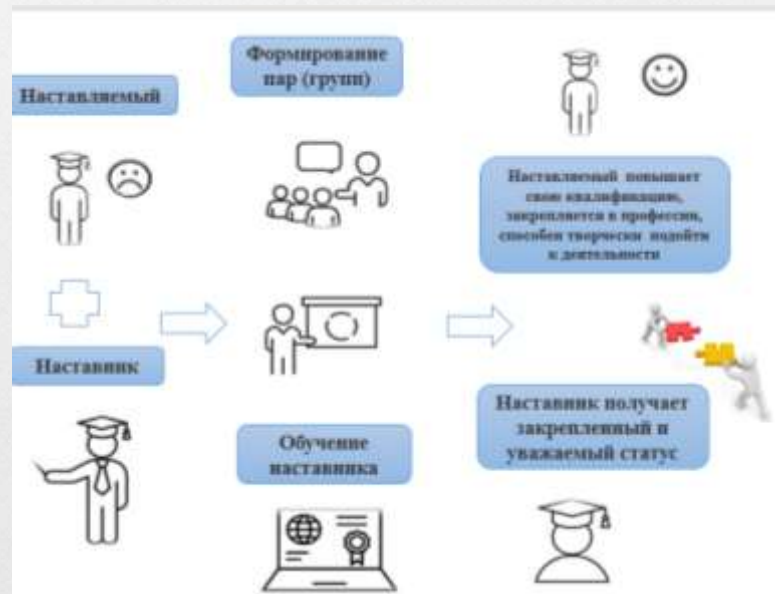 Наставляемый
Наставник
Формирование
пар (групп)
Обучение
наставника
Наставляемый повышает
свою квалификацию,
закрепляется в профессии,
способен творчески подойти
к деятельности
Наставник получает
закрепленный и
уважаемый статус